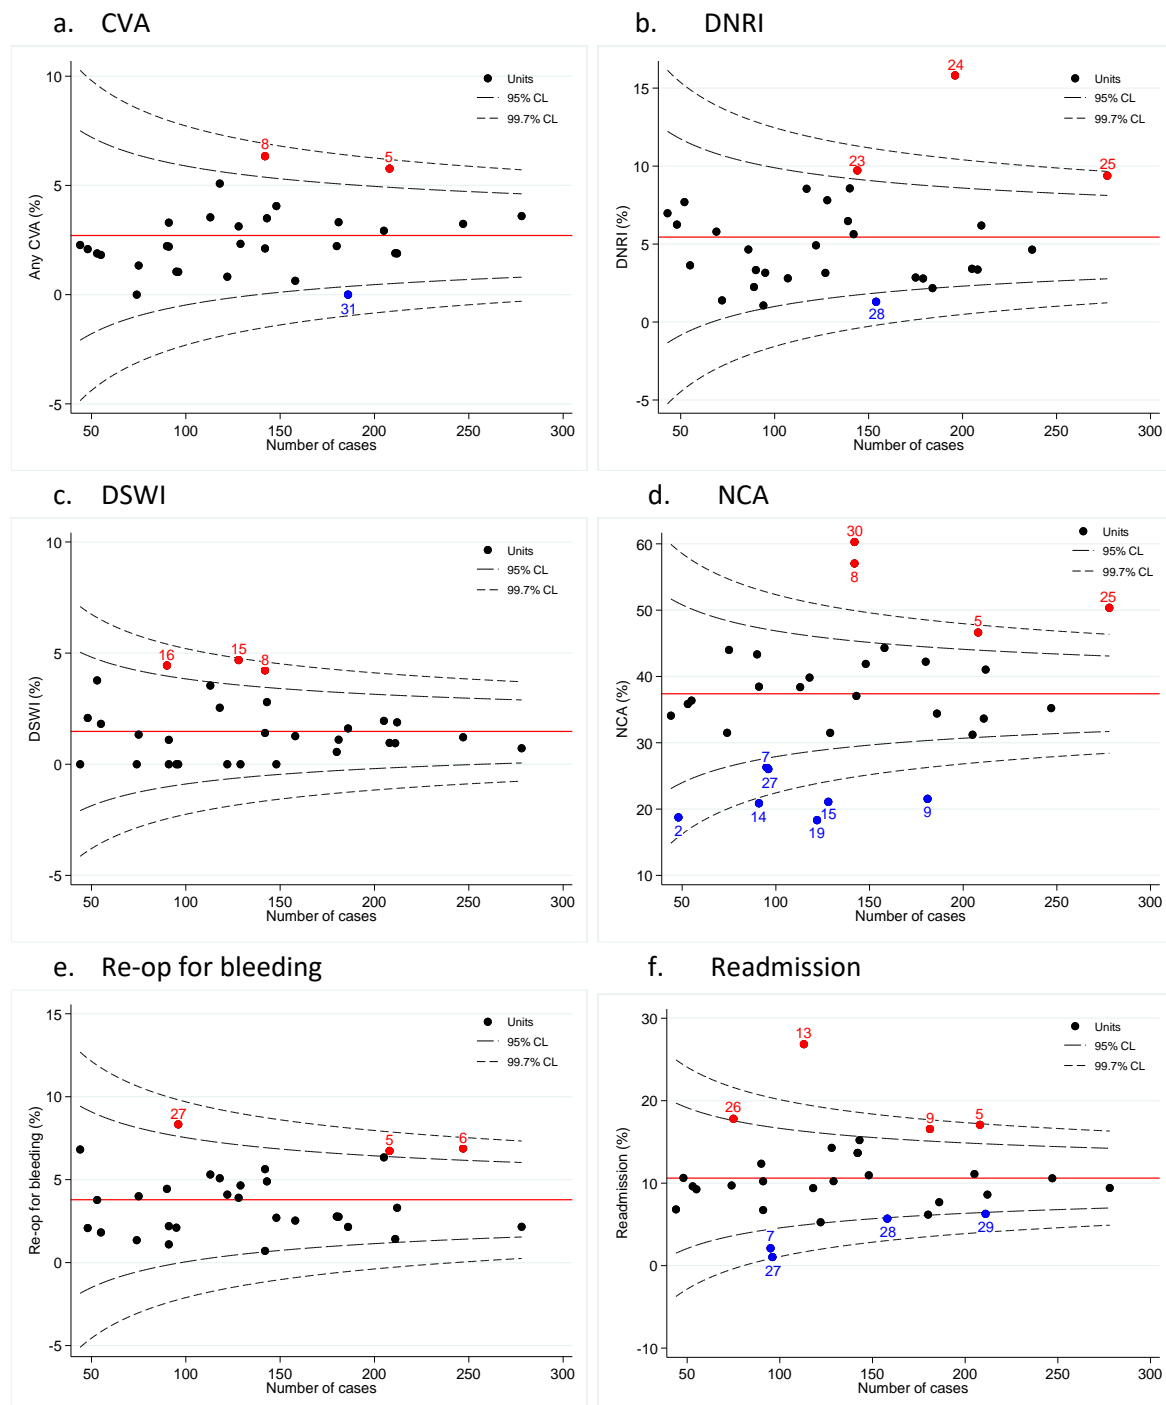 a. CVA
Any CVA (%)
10
5
0
-5
50 100 150 200 250 300
Number of cases
Units
95% CL
99.7% CL
8
5
31
b. DNRI
DNRI (%)
15
10
5
0
-5
50 100 150 200 250 300
Number of cases
Units
95% CL
99.7% CL
24
23
25
28
c. DSWI
DSWI (%)
10
5
0
-5
50 100 150 200 250 300
Number of cases
Units
95% CL
99.7% CL
16
15
8
d. NCA
NCA (%)
60
50
40
30
20
10
50 100 150 200 250 300
Number of cases
Units
95% CL
99.7% CL
30
8
5
25
7
27
2
14
19
15
9
e. Re-op for bleeding
Re-op for bleeding (%)
15
10
5
0
-5
50 100 150 200 250 300
Number of cases
Units
95% CL
99.7% CL
27
5
6
f. Readmission
Readmission (%)
30
20
10
0
-10
50 100 150 200 250 300
Number of cases
Units
95% CL
99.7% CL
13
26
9
5
7
27
28
29